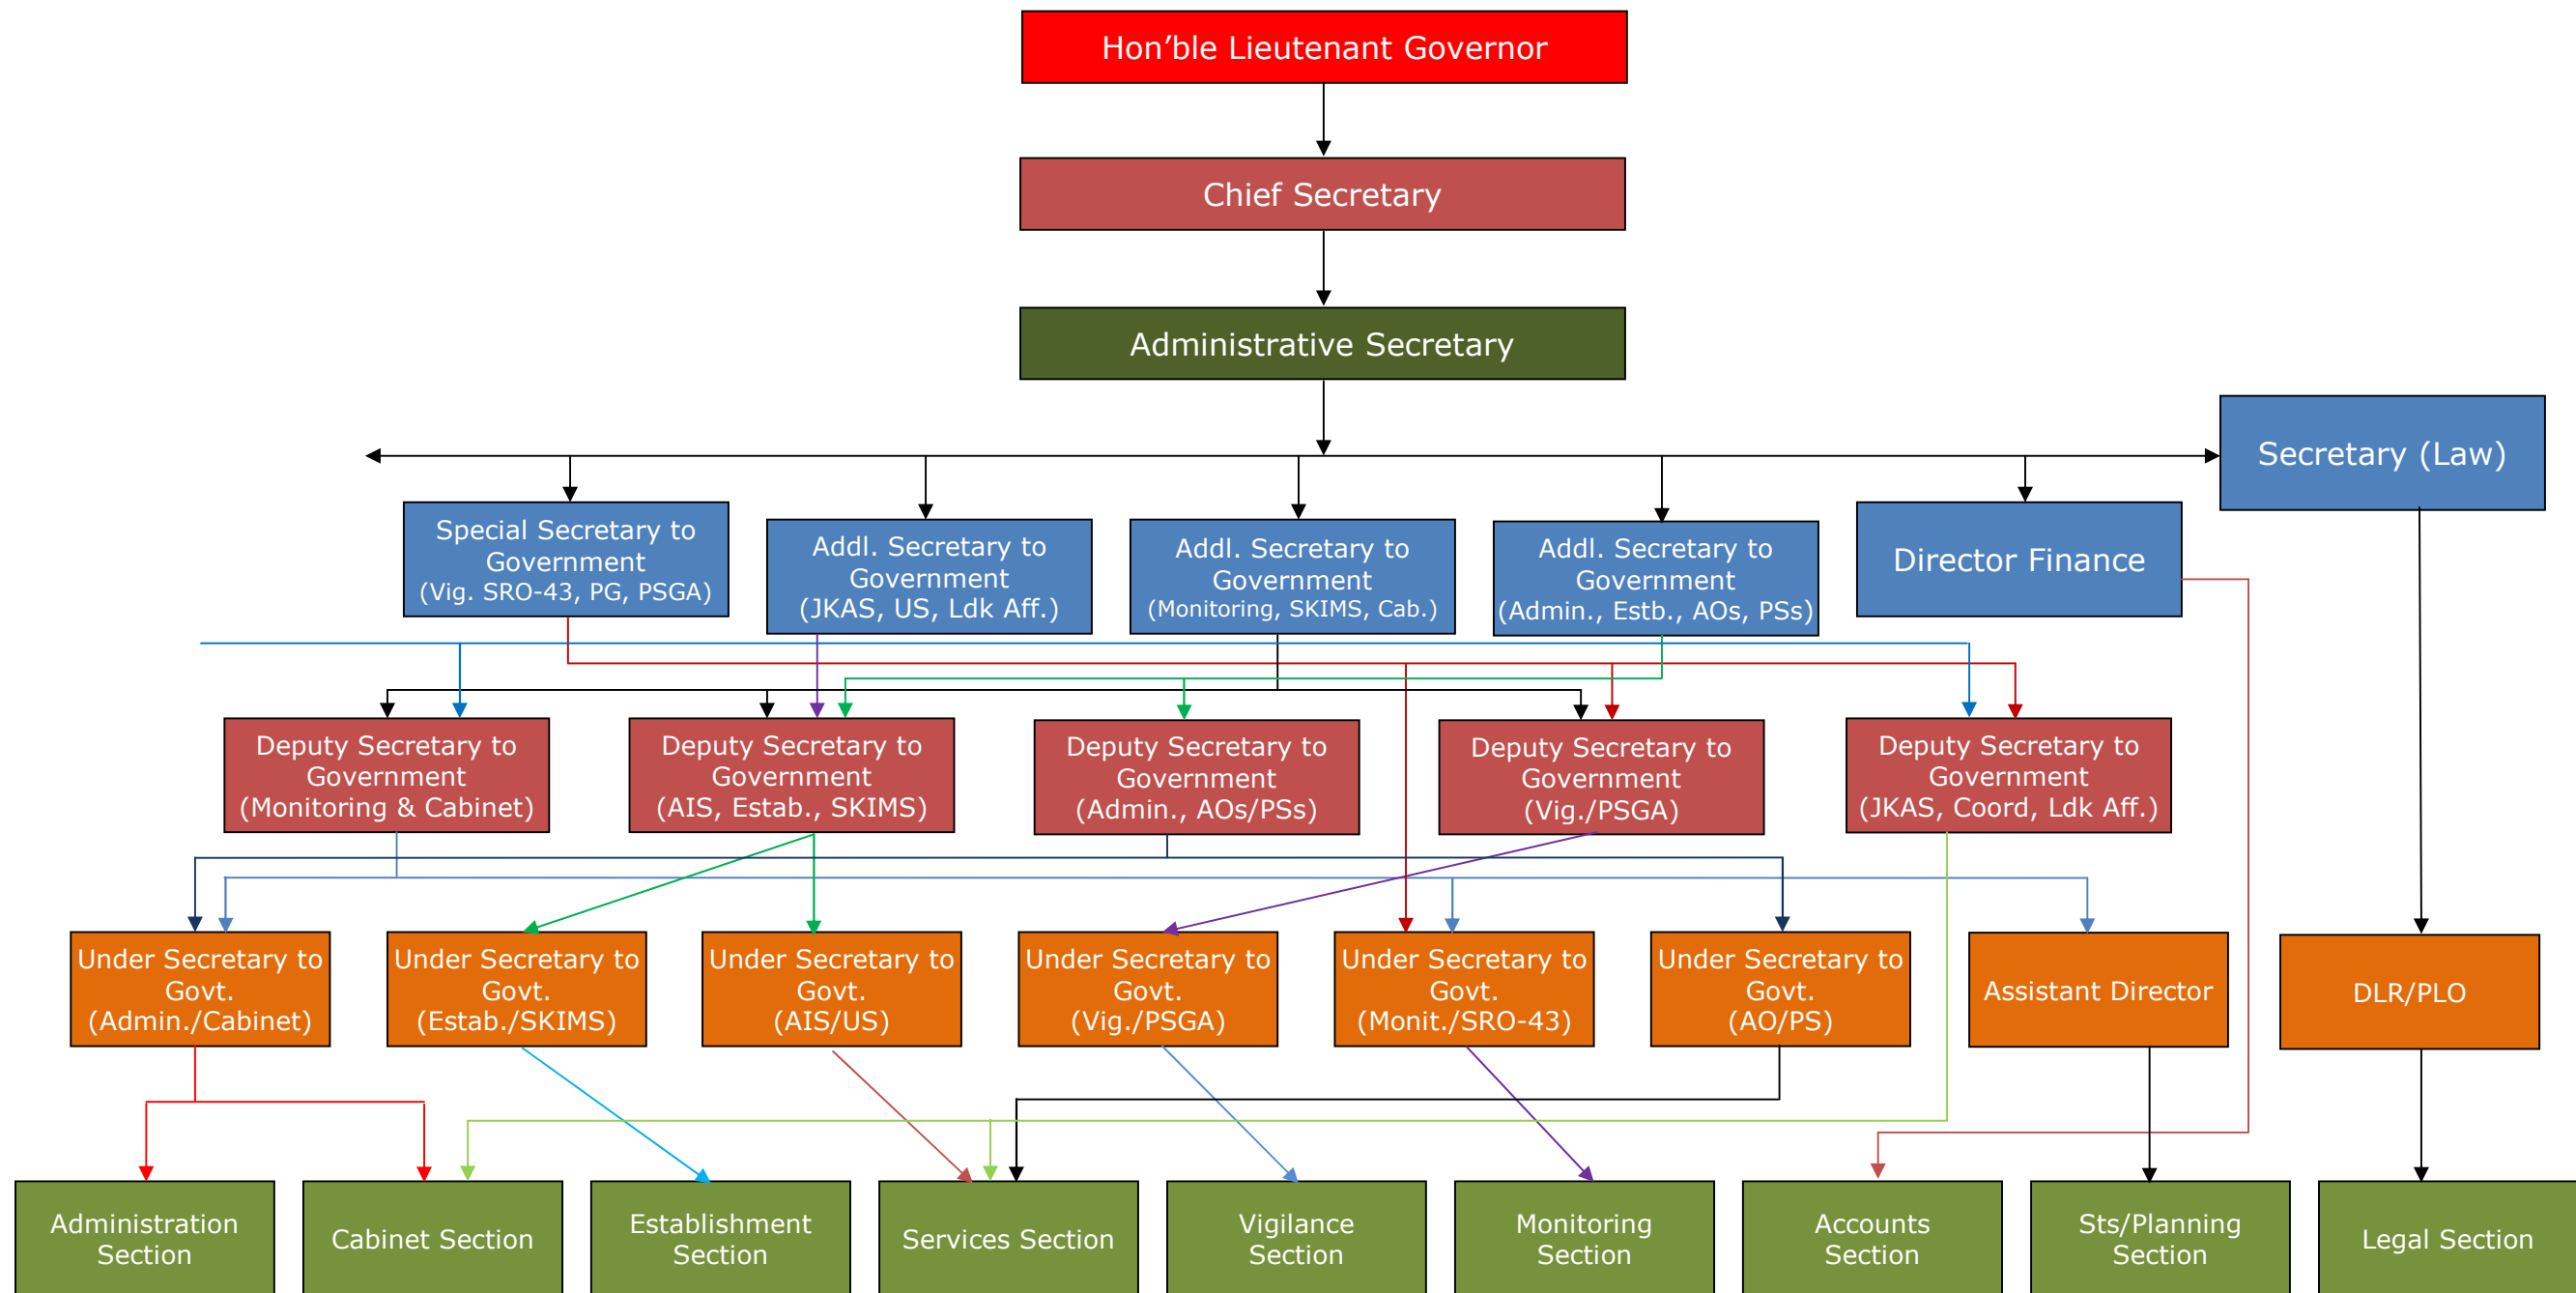 Hon’ble Lieutenant Governor
Chief Secretary
Administrative Secretary
Secretary (Law)
Special Secretary to
Government
(Vig. SRO-43, PG, PSGA)
Addl. Secretary to
Government
(JKAS, US, Ldk Aff.)
Addl. Secretary to
Government
(Monitoring, SKIMS, Cab.)
Addl. Secretary to
Government
(Admin., Estb., AOs, PSs)
Director Finance
Deputy Secretary to
Government
(Monitoring & Cabinet)
Deputy Secretary to
Government
(AIS, Estab., SKIMS)
Deputy Secretary to
Government
(Admin., AOs/PSs)
Deputy Secretary to
Government
(Vig./PSGA)
Deputy Secretary to
Government
(JKAS, Coord, Ldk Aff.)
Under Secretary to
Govt.
(Admin./Cabinet)
Under Secretary to
Govt.
(Estab./SKIMS)
Under Secretary to
Govt.
(AIS/US)
Under Secretary to
Govt.
(Vig./PSGA)
Under Secretary to
Govt.
(Monit./SRO-43)
Under Secretary to
Govt.
(AO/PS)
Assistant Director
DLR/PLO
Administration
Section
Cabinet Section
Establishment
Section
Services Section
Vigilance
Section
Monitoring
Section
Accounts
Section
Sts/Planning
Section
Legal Section